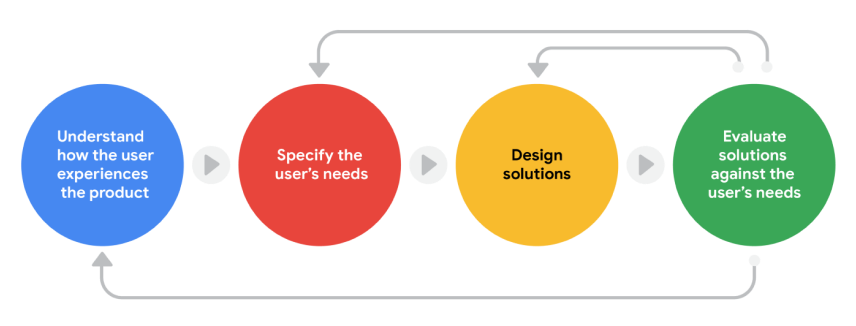 Understand
how the user
experiences
the product
Specify the
user's needs
Design
solutions
Evaluate
solutions
against the
user's needs